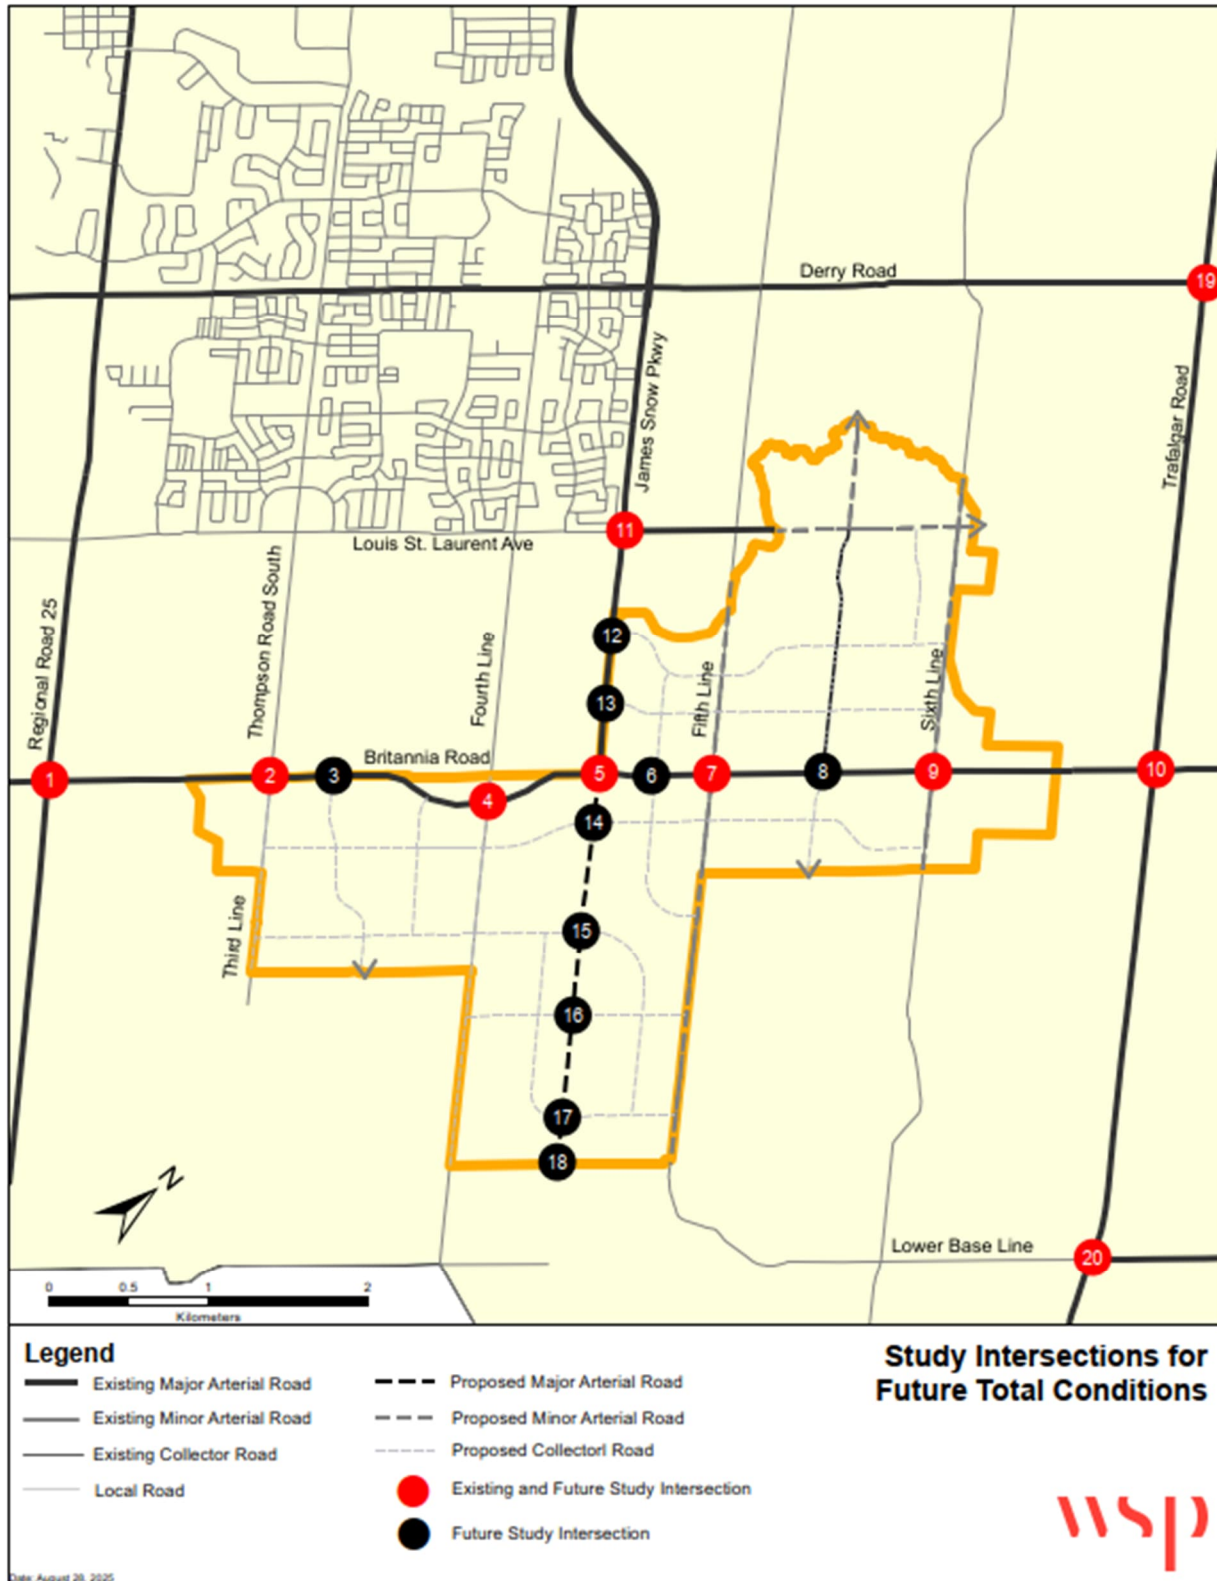 Derry Road
19
James Snow Pkwy
Trafalgar Road
11
Louis St. Laurent Ave
Regional Road 25
Thompson Road South
Fourth Line
12
13
Fifth Line
Sixth Line
Britannia Road
1
2
3
4
5
6
7
8
9
10
14
Third Line
15
16
17
18
N
Lower Base Line
20
0 0.5 1 2
Kilometers
Legend
Existing Major Arterial Road
Existing Minor Arterial Road
Existing Collector Road
Local Road
Proposed Major Arterial Road
Proposed Minor Arterial Road
Proposed Collectorl Road
Existing and Future Study Intersection
Future Study Intersection
Study Intersections for
Future Total Conditions
wsp
Date: August 28, 2025